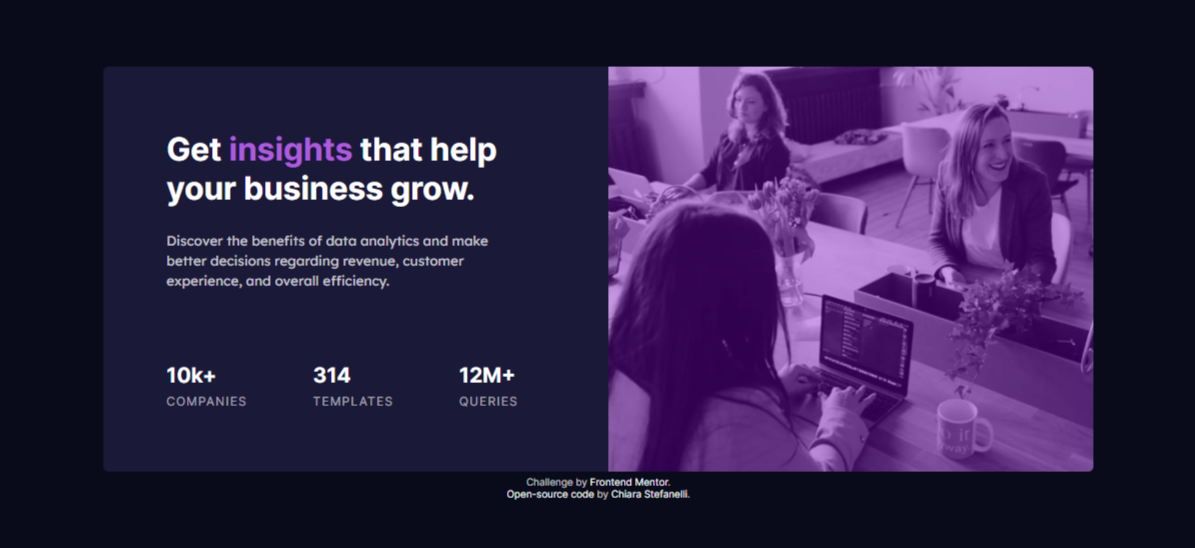 Get insights that help
your business grow.
Discover the benefits of data analytics and make
better decisions regarding revenue, customer
experience, and overall efficiency.
10k+
COMPANIES
314
TEMPLATES
12M+
QUERIES
Challenge by Frontend Mentor.
Open-source code by Chiara Stefanelli.